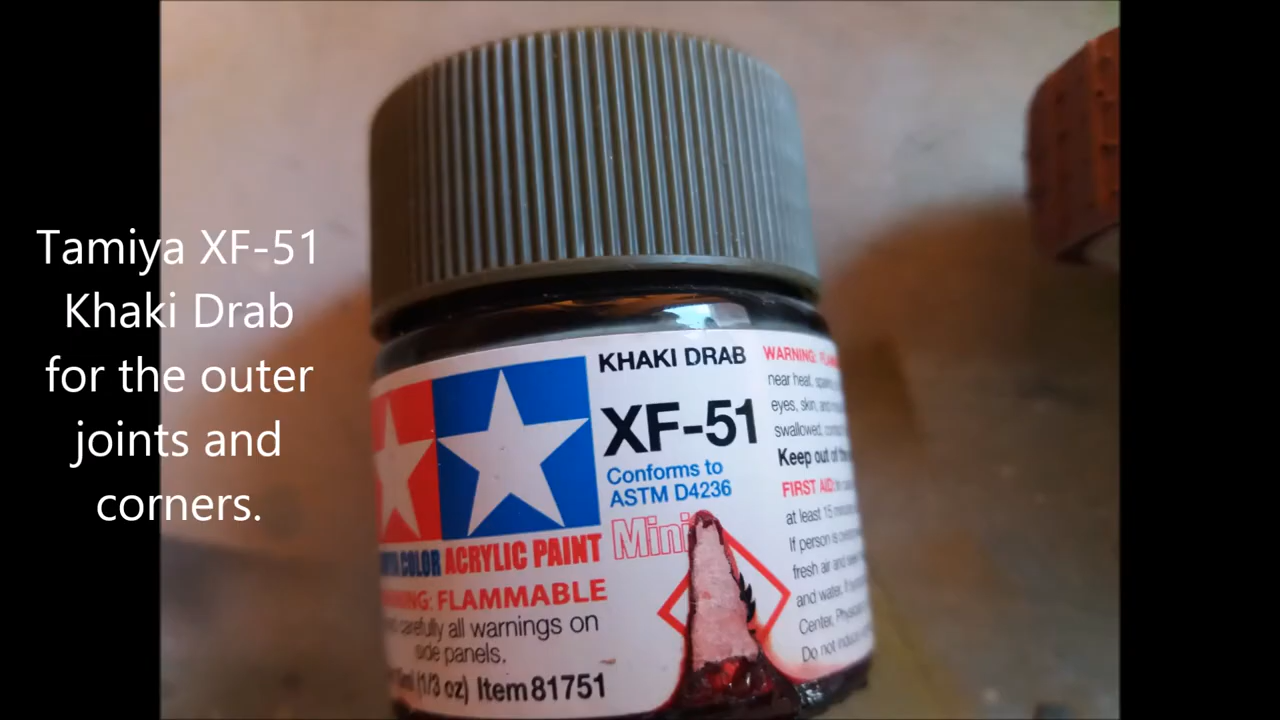 Tamiya XF-51
Khaki Drab
for the outer
joints and
corners.
KHAKI DRAB
XF-51
Conforms to
ASTM D4236
Mini
COLOR ACRYLIC PAINT
FLAMMABLE
carefully all warnings on
side panels.
(1/3 oz) Item 81751
WARNING:
near heat,
eyes, skin, and
swallowed,
Keep out of
FIRST AID:
at least 15
If person is
fresh air and
and water.
Center,
Do not